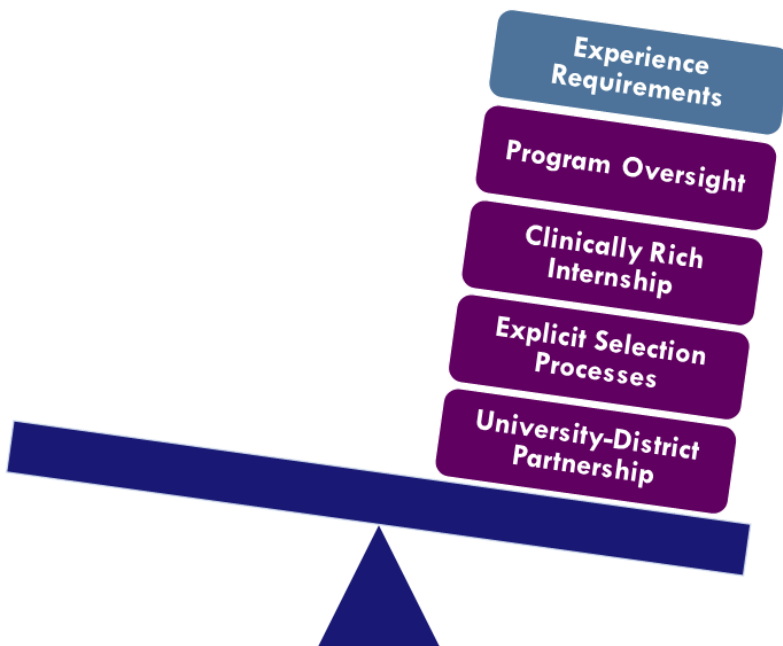 Experience
Requirements
Program Oversight
Clinically Rich
Internship
Explicit Selection
Processes
University-District
Partnership